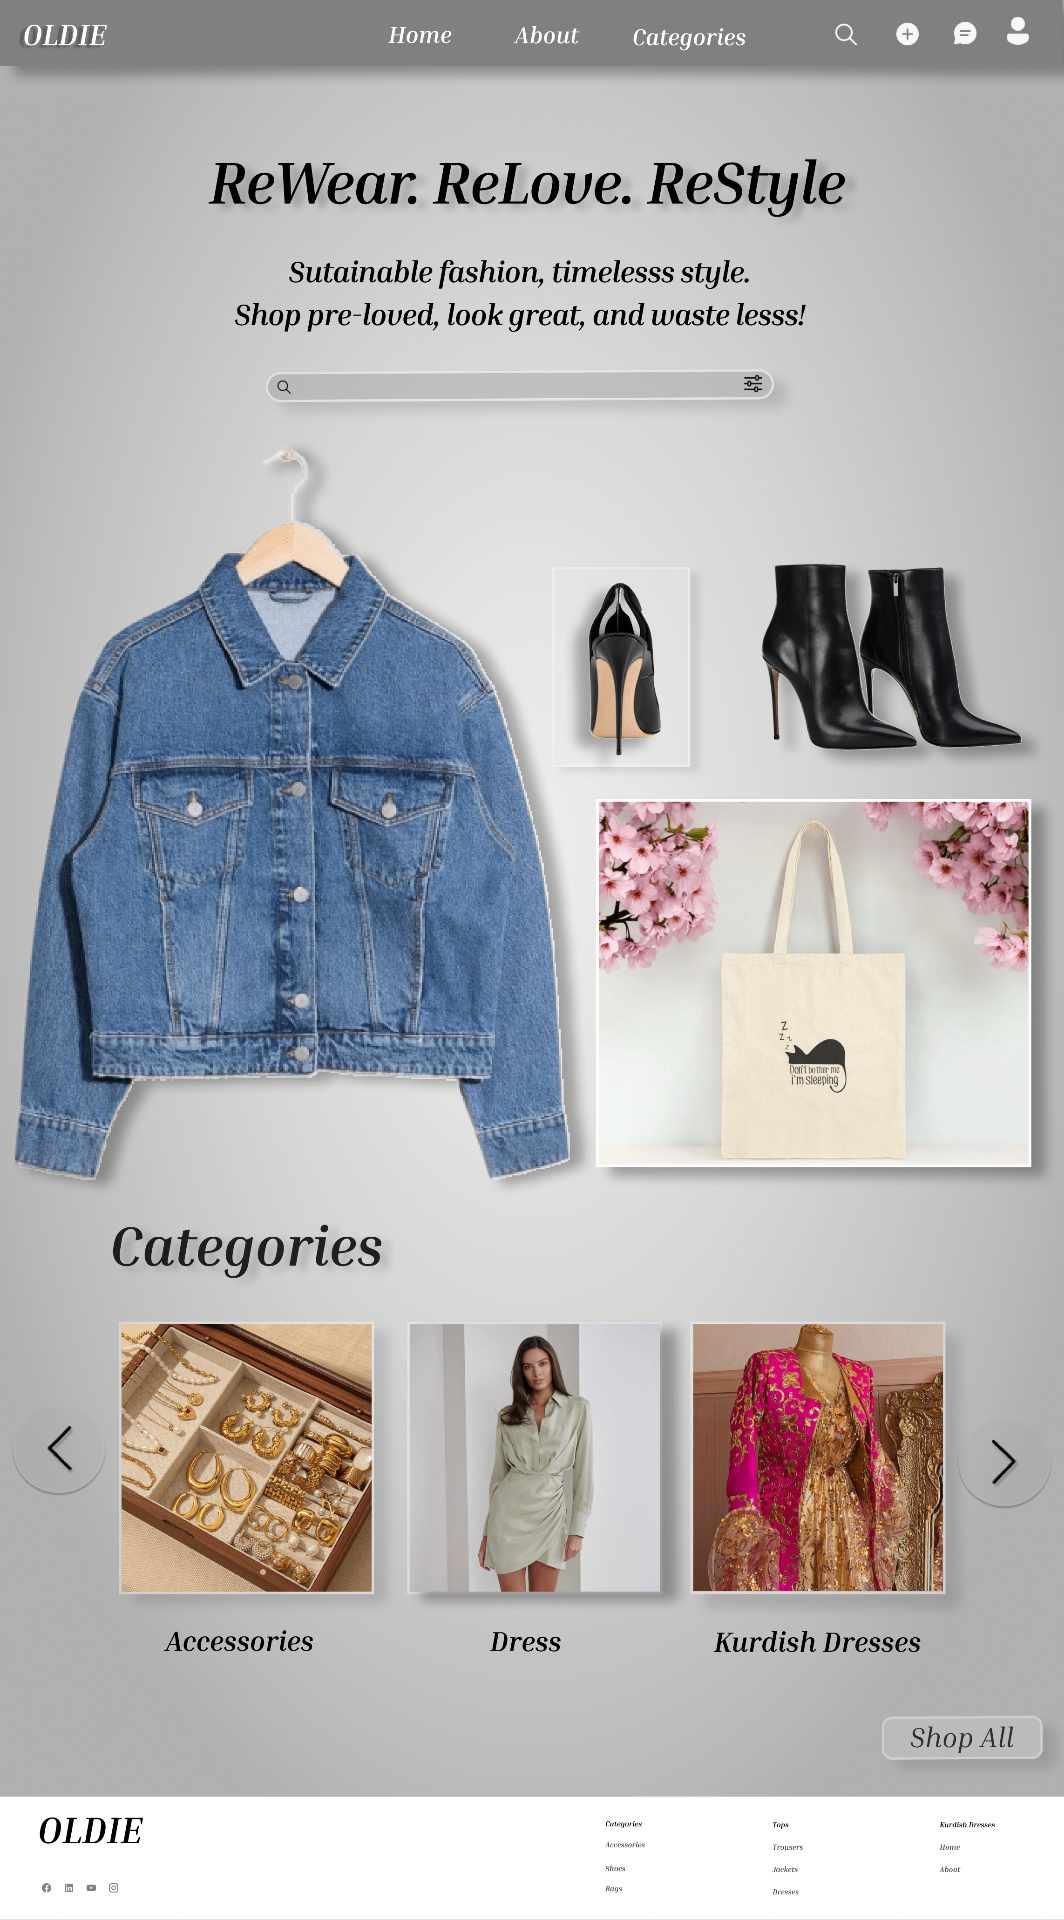 OLDIE
Home About Categories
ReWear. ReLove. ReStyle
Sutainable fashion, timelesss style.
Shop pre-loved, look great, and waste lesss!
Z
Z z
z
Don't bother me
i'm sleeping
Categories
Accessories
Dress
Kurdish Dresses
Shop All
OLDIE
Categories
Accessories
Shoes
Bags
Tops
Trousers
Jackets
Dresses
Kurdish Dresses
Home
About